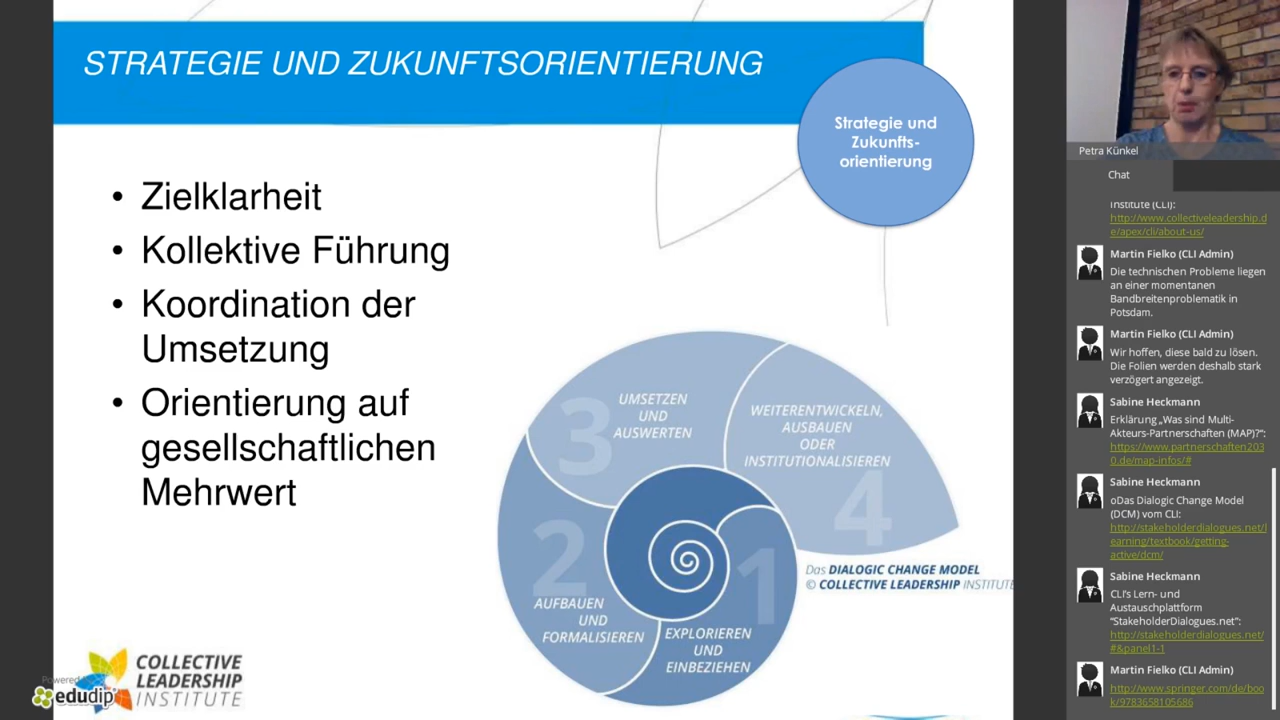 STRATEGIE UND ZUKUNFTSORIENTIERUNG
Strategie und
Zukunfts-
orientierung
• Zielklarheit
• Kollektive Führung
• Koordination der
Umsetzung
• Orientierung auf
gesellschaftlichen
Mehrwert
3
UMSETZEN
UND
AUSWERTEN
WEITERENTWICKELN,
AUSBAUEN
ODER
INSTITUTIONALISIEREN
4
2
AUFBAUEN
UND
FORMALISIEREN
1
EXPLORIEREN
UND
EINBEZIEHEN
Das DIALOGIC CHANGE MODEL
© COLLECTIVE LEADERSHIP INSTITUTE
COLLECTIVE
LEADERSHIP
INSTITUTE
Powered
edudip
Petra Künkel
Chat
Institute (CLI):
http://www.collectiveleadership.d
e/apex/cli/about-us/
Martin Fielko (CLI Admin)
Die technischen Probleme liegen
an einer momentanen
Bandbreitenproblematik in
Potsdam.
Martin Fielko (CLI Admin)
Wir hoffen, diese bald zu lösen.
Die Folien werden deshalb stark
verzögert angezeigt.
Sabine Heckmann
Erklärung „Was sind Multi-
Akteurs-Partnerschaften (MAP)?“:
https://www.partnerschaften203
0.de/map-infos/#
Sabine Heckmann
oDas Dialogic Change Model
(DCM) vom CLI:
http://stakeholderdialogues.net/l
earning/textbook/getting-
active/dcm/
Sabine Heckmann
CLI’s Lern- und
Austauschplattform
“StakeholderDialogues.net”:
http://stakeholderdialogues.net/
#&panel1-1
Martin Fielko (CLI Admin)
http://www.springer.com/de/boo
k/9783658105686